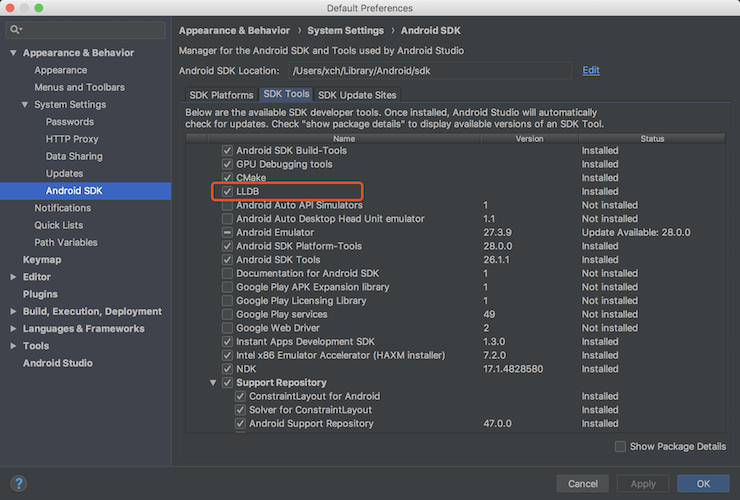 Default Preferences
Appearance & Behavior
Appearance
Menus and Toolbars
System Settings
Passwords
HTTP Proxy
Data Sharing
Updates
Android SDK
Notifications
Quick Lists
Path Variables
Keymap
Editor
Plugins
Build, Execution, Deployment
Languages & Frameworks
Tools
Android Studio
Appearance & Behavior › System Settings › Android SDK
Manager for the Android SDK and Tools used by Android Studio
Android SDK Location: /Users/xch/Library/Android/sdk Edit
SDK Platforms SDK Tools SDK Update Sites
Below are the available SDK developer tools. Once installed, Android Studio will automatically
check for updates. Check "show package details" to display available versions of an SDK Tool.
Name Version Status
Android SDK Build-Tools Installed
GPU Debugging tools Installed
CMake Installed
LLDB Installed
Android Auto API Simulators 1 Not installed
Android Auto Desktop Head Unit emulator 1.1 Not installed
Android Emulator 27.3.9 Update Available: 28.0.0
Android SDK Platform-Tools 28.0.0 Installed
Android SDK Tools 26.1.1 Installed
Documentation for Android SDK 1 Not installed
Google Play APK Expansion library 1 Not installed
Google Play Licensing Library 1 Not installed
Google Play services 49 Not installed
Google Web Driver 2 Not installed
Instant Apps Development SDK 1.3.0 Installed
Intel x86 Emulator Accelerator (HAXM installer) 7.2.0 Installed
NDK 17.1.4828580 Installed
Support Repository
ConstraintLayout for Android Installed
Solver for ConstraintLayout Installed
Android Support Repository 47.0.0 Installed
Show Package Details
? Cancel Apply OK